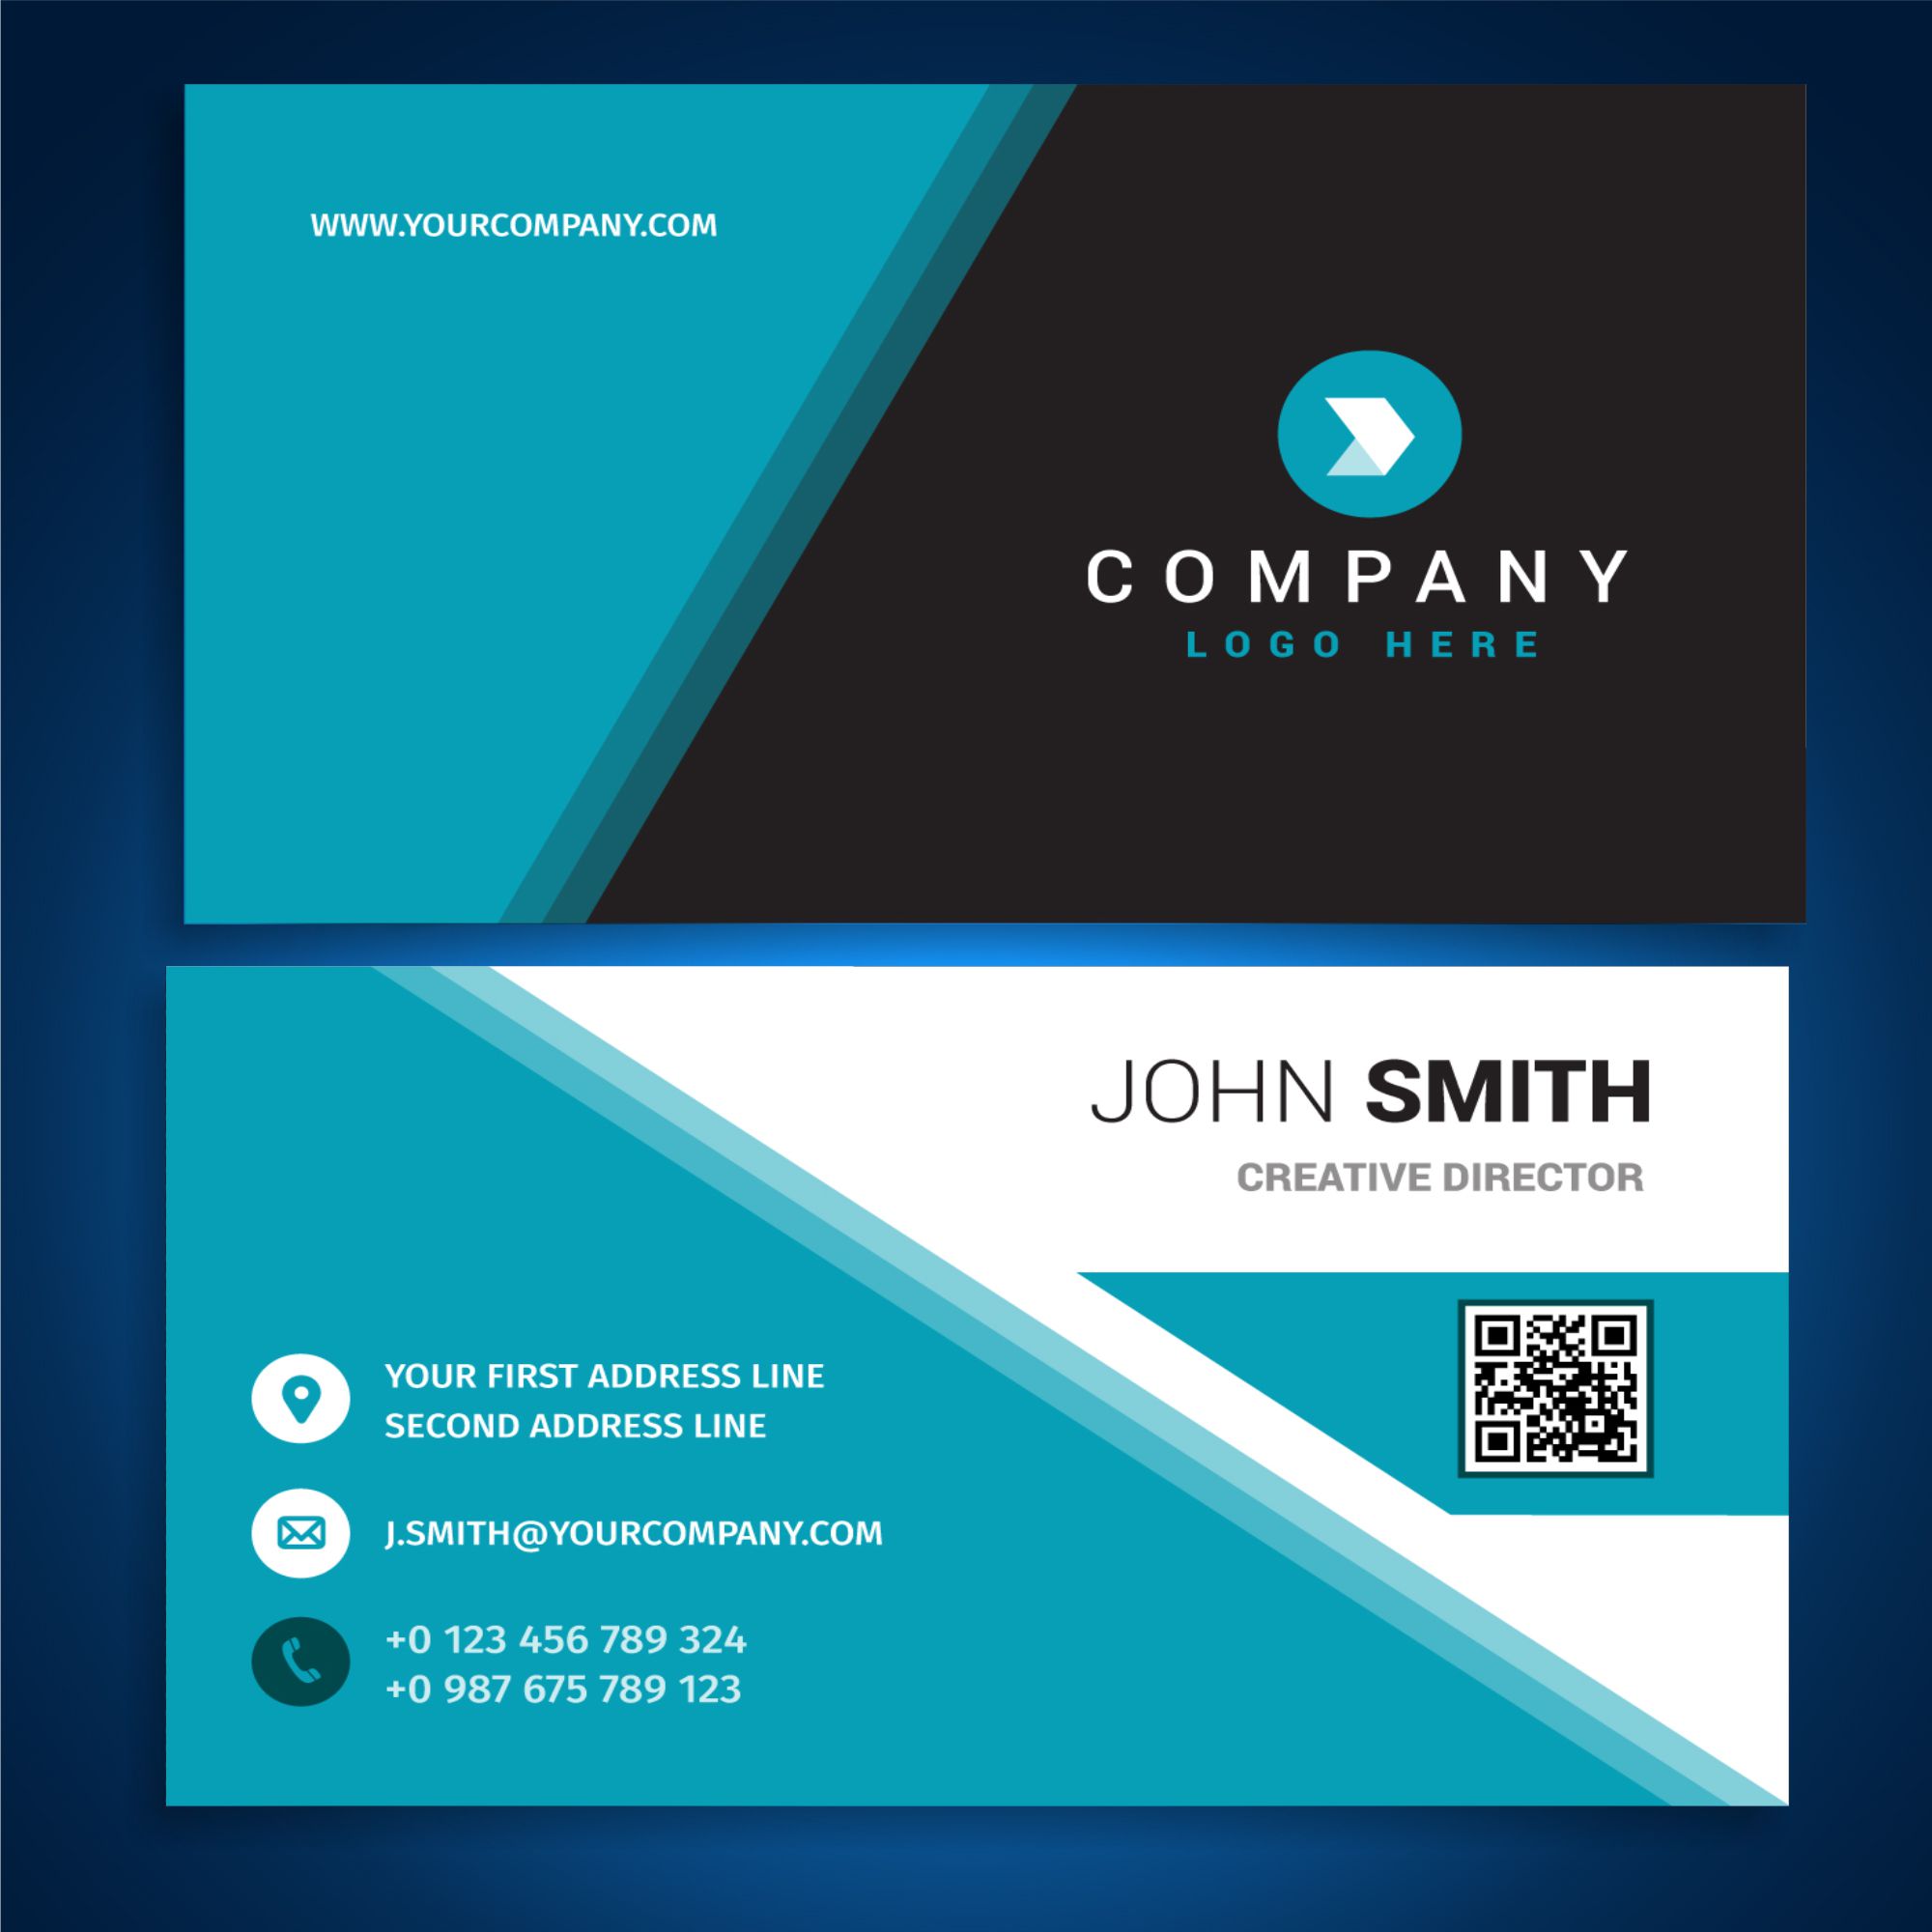 WWW.YOURCOMPANY.COM
COMPANY
LOGO HERE
JOHN SMITH
CREATIVE DIRECTOR
YOUR FIRST ADDRESS LINE
SECOND ADDRESS LINE
J.SMITH@YOURCOMPANY.COM
+0 123 456 789 324
+0 987 675 789 123